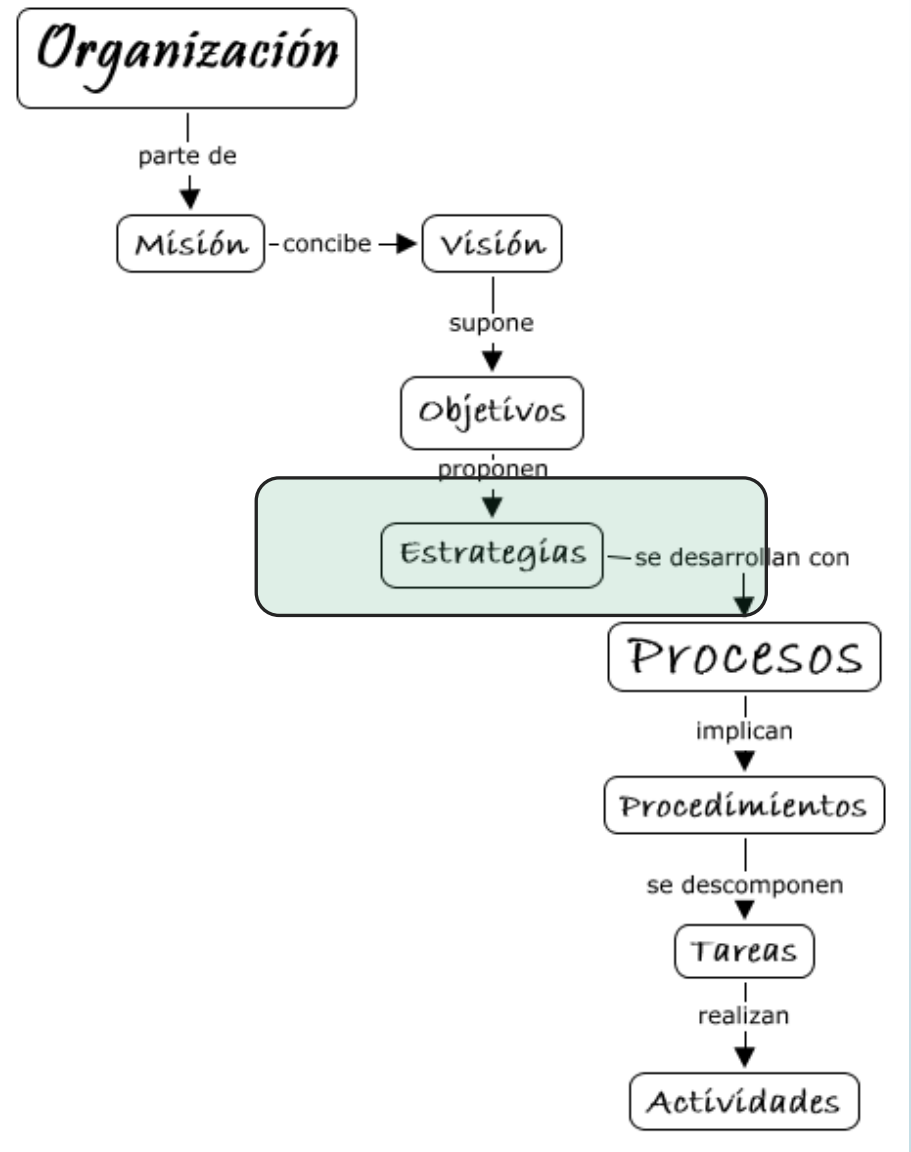 Organización
parte de
Misión
concibe
Visión
supone
Objetivos
proponen
Estrategias
se desarrollan con
Procesos
implican
Procedimientos
se descomponen
Tareas
realizan
Actividades